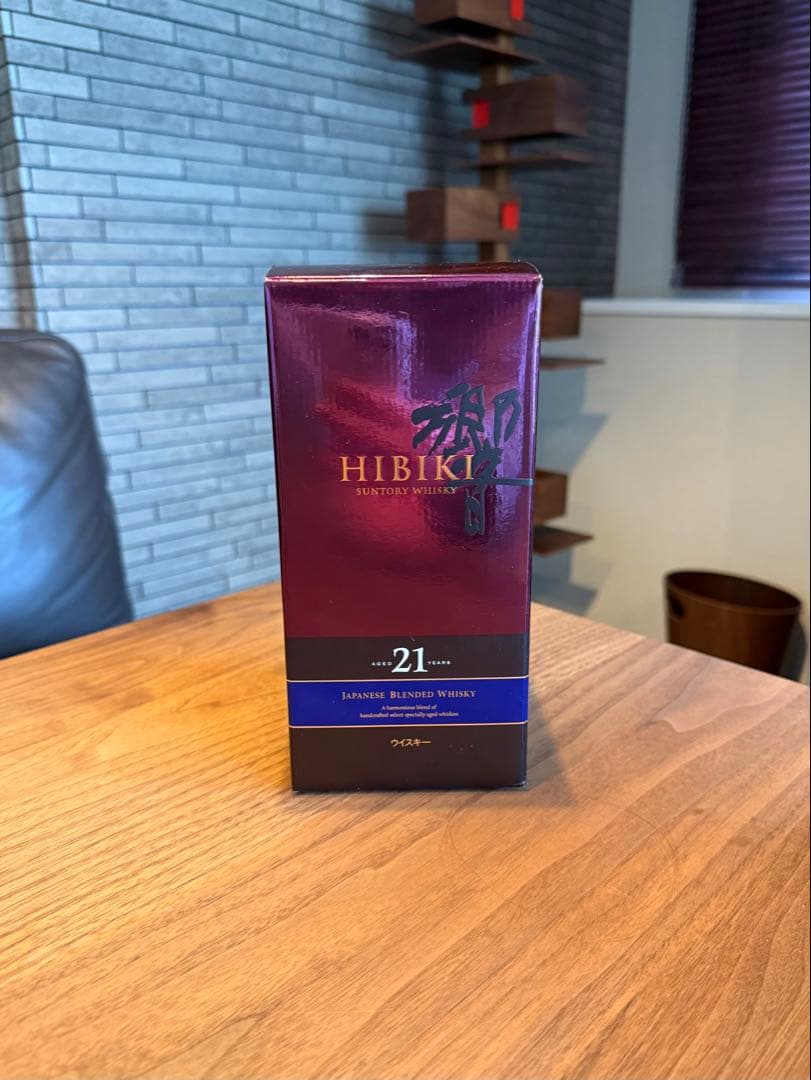 響
HIBIKI
SUNTORY WHISKY
AGED 21 YEARS
JAPANESE BLENDED WHISKY
A harmonious blend of
handcrafted select specially aged whiskies
ウイスキー